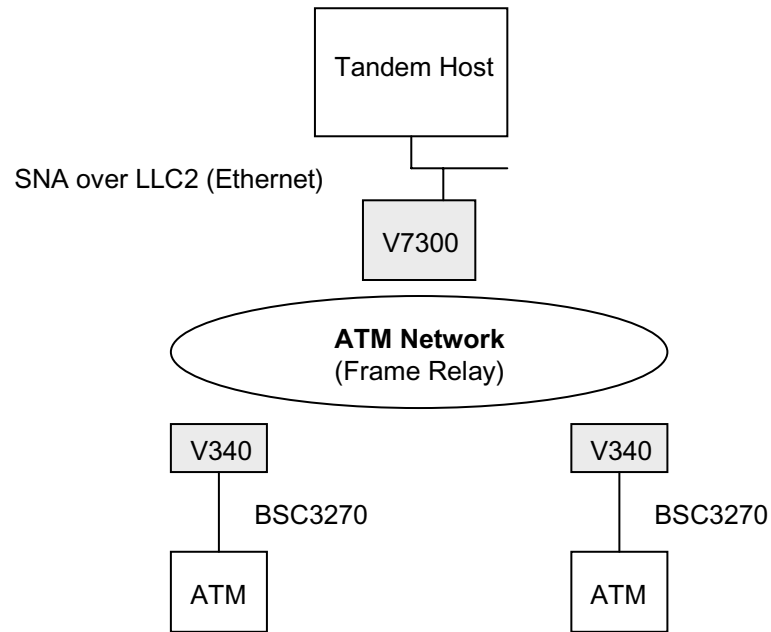 Tandem Host
SNA over LLC2 (Ethernet)
V7300
ATM Network
(Frame Relay)
V340
V340
BSC3270
BSC3270
ATM
ATM